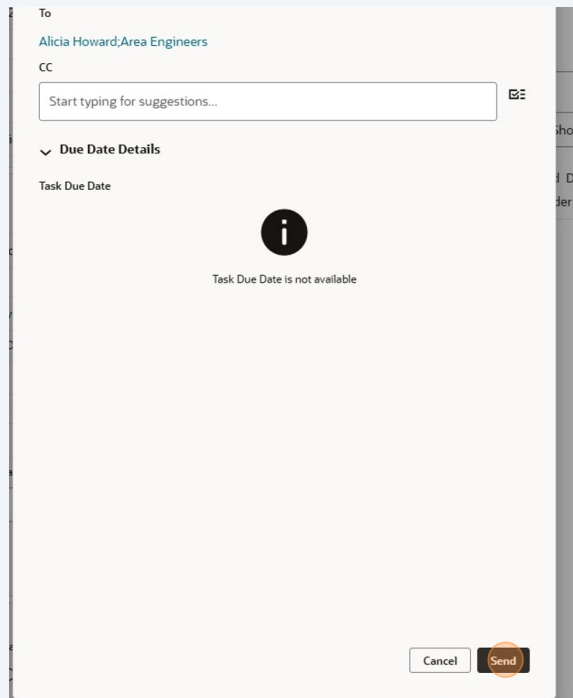 To
Alicia Howard;Area Engineers
CC
Start typing for suggestions...
Due Date Details
Task Due Date
Task Due Date is not available
Cancel Send